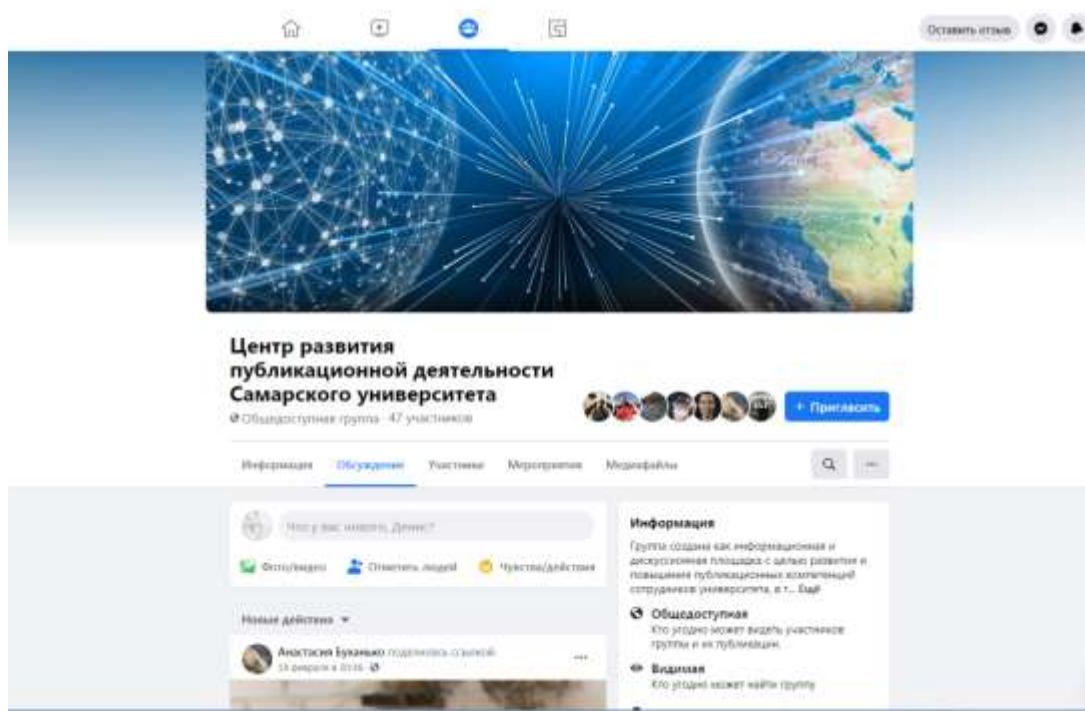 Оставить отзыв
Центр развития
публикационной деятельности
Самарского университета
Общедоступная группа · 47 участников
+ Пригласить
Информация Обсуждение Участники Мероприятия Медиафайлы
Что у вас нового, Денис?
Фото/видео Отметить людей Чувства/действия
Новые действия
Анастасия Буханько поделилась ссылкой.
Информация
Группа создана как информационная и
дискуссионная площадка с целью развития и
повышения публикационных компетенций
сотрудников университета, в т... Ещё
Общедоступная
Кто угодно может видеть участников
группы и их публикации.
Видимая
Кто угодно может найти группу